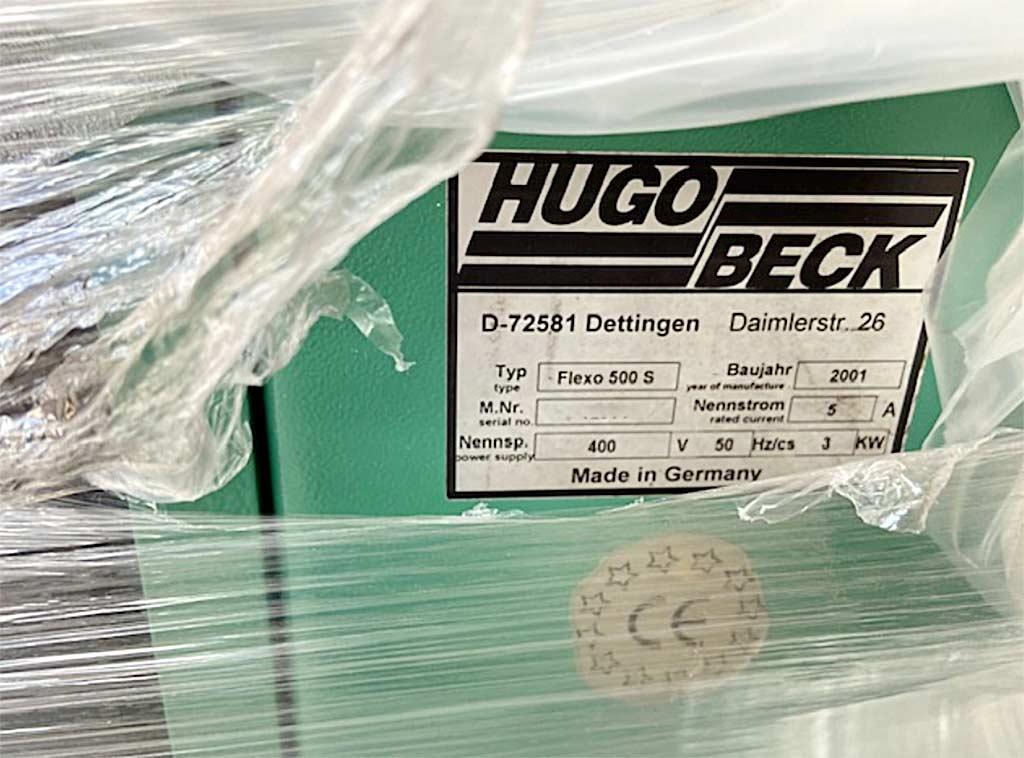 HUGO
BECK
D-72581 Dettingen Daimlerstr. 26
Typ Flexo 500 S Baujahr 2001
type year of manufacture
M.Nr. Nennstrom 5 A
serial no. rated current
Nennsp. 400 V 50 Hz/cs 3 KW
power supply
Made in Germany
CE